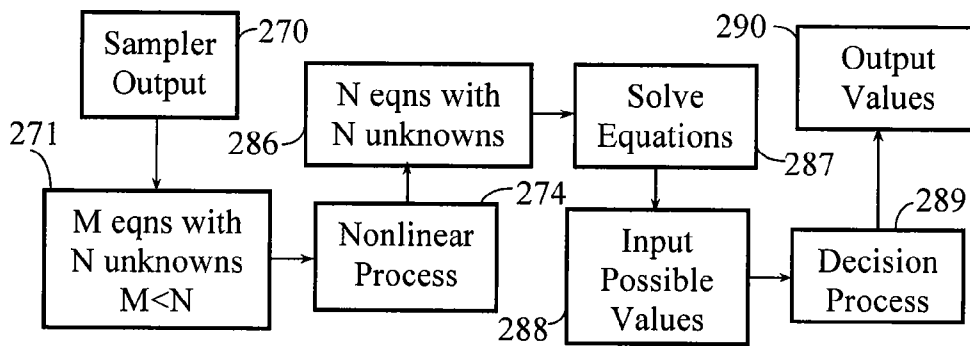 Sampler
Output
270
271
M eqns with
N unknowns
M<N
Nonlinear
Process
274
286
N eqns with
N unknowns
Solve
Equations
287
288
Input
Possible
Values
Decision
Process
289
290
Output
Values